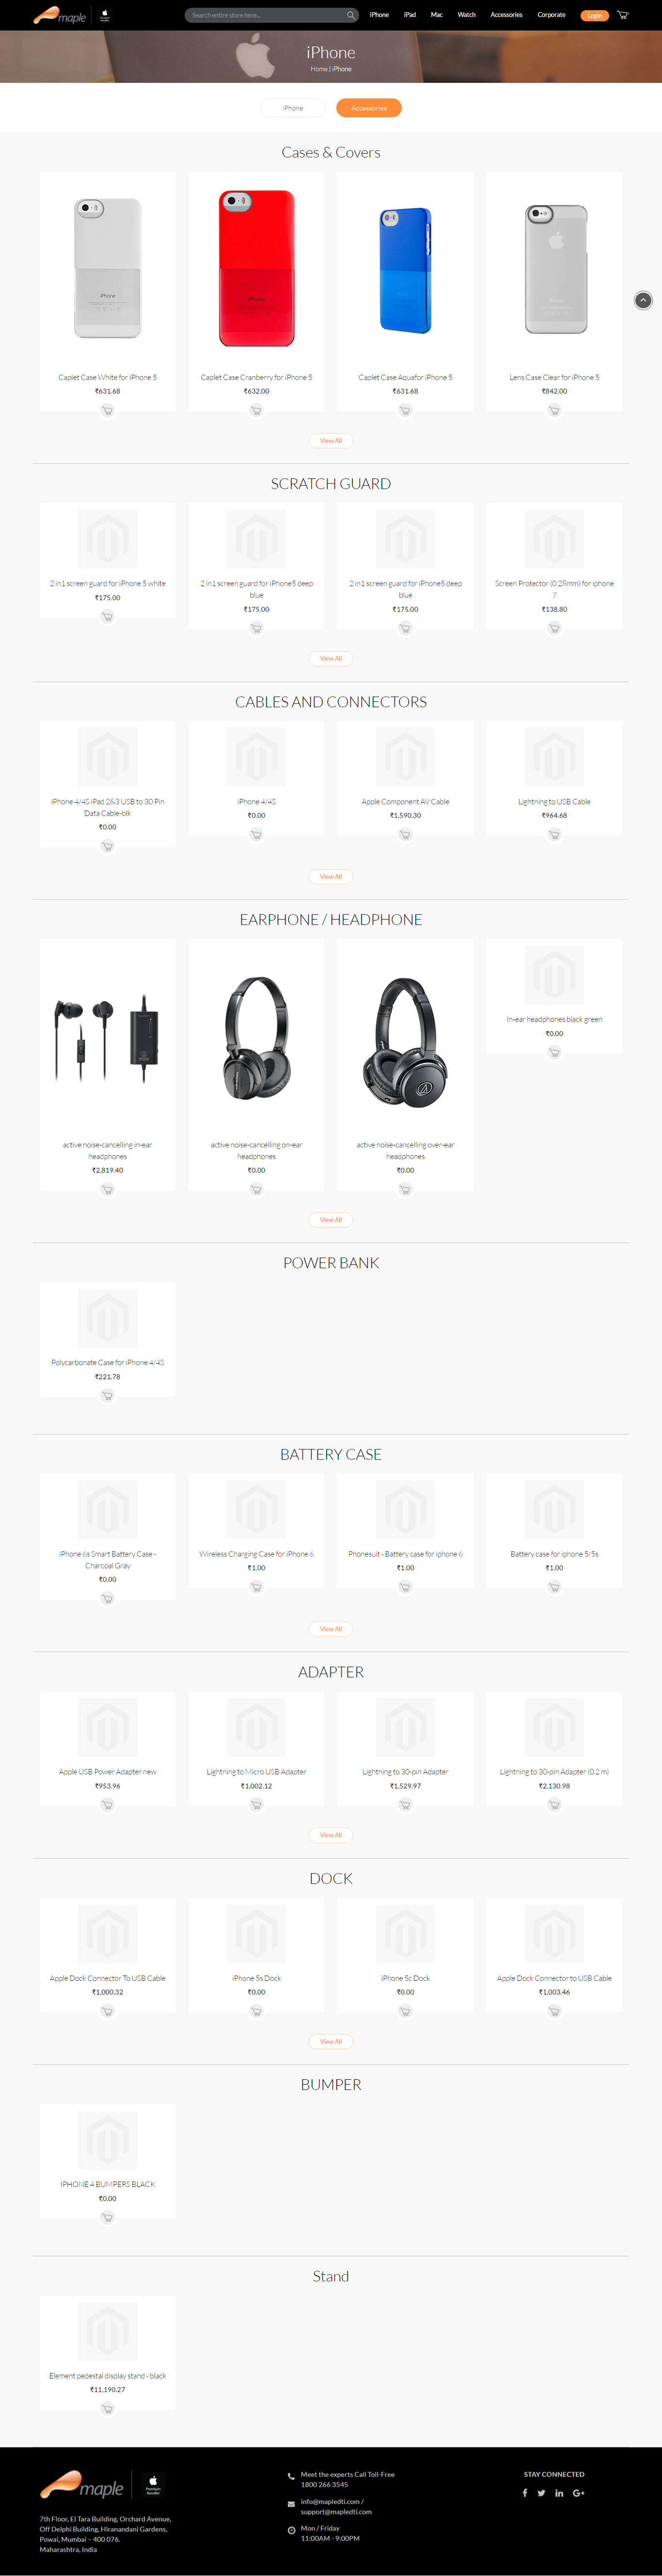 maple
Premium
Reseller
Search entire store here...
iPhone
iPad
Mac
Watch
Accessories
Corporate
Login
iPhone
Home | iPhone
iPhone
Accessories
Cases & Covers
iPhone
iPhone
iPhone
Caplet Case White for iPhone 5
₹631.68
Caplet Case Cranberry for iPhone 5
₹632.00
Caplet Case Aquafor iPhone 5
₹631.68
Lens Case Clear for iPhone 5
₹842.00
View All
SCRATCH GUARD
2 in1 screen guard for iPhone 5 white
₹175.00
2 in1 screen guard for iPhone5 deep
blue
₹175.00
2 in1 screen guard for iPhone5 deep
blue
₹175.00
Screen Protector (0.28mm) for iphone
7
₹138.80
View All
CABLES AND CONNECTORS
iPhone 4/4S iPad 2&3 USB to 30 Pin
Data Cable-blk
₹0.00
iPhone 4/4S
₹0.00
Apple Component AV Cable
₹1,590.30
Lightning to USB Cable
₹964.68
View All
EARPHONE / HEADPHONE
active noise-cancelling in-ear
headphones
₹2,819.40
active noise-cancelling on-ear
headphones
₹0.00
active noise-cancelling over-ear
headphones
₹0.00
In-ear headphones black green
₹0.00
View All
POWER BANK
Polycarbonate Case for iPhone 4/4S
₹221.78
BATTERY CASE
iPhone 6s Smart Battery Case -
Charcoal Gray
₹0.00
Wireless Charging Case for iPhone 6
₹1.00
Phonesuit - Battery case for iphone 6
₹1.00
Battery case for iphone 5/5s
₹1.00
View All
ADAPTER
Apple USB Power Adapter new
₹953.96
Lightning to Micro USB Adapter
₹1,002.12
Lightning to 30-pin Adapter
₹1,529.97
Lightning to 30-pin Adapter (0.2 m)
₹2,130.98
View All
DOCK
Apple Dock Connector To USB Cable
₹1,000.32
iPhone 5s Dock
₹0.00
iPhone 5c Dock
₹0.00
Apple Dock Connector to USB Cable
₹1,003.46
View All
BUMPER
IPHONE 4 BUMPERS BLACK
₹0.00
Stand
Element pedestal display stand - black
₹11,190.27
maple
Premium
Reseller
7th Floor, El Tara Building, Orchard Avenue,
Off Delphi Building, Hiranandani Gardens,
Powai, Mumbai – 400 076.
Maharashtra, India
Meet the experts Call Toll-Free
1800 266 3545
info@mapledti.com /
support@mapledti.com
Mon / Friday
11:00AM - 9:00PM
STAY CONNECTED